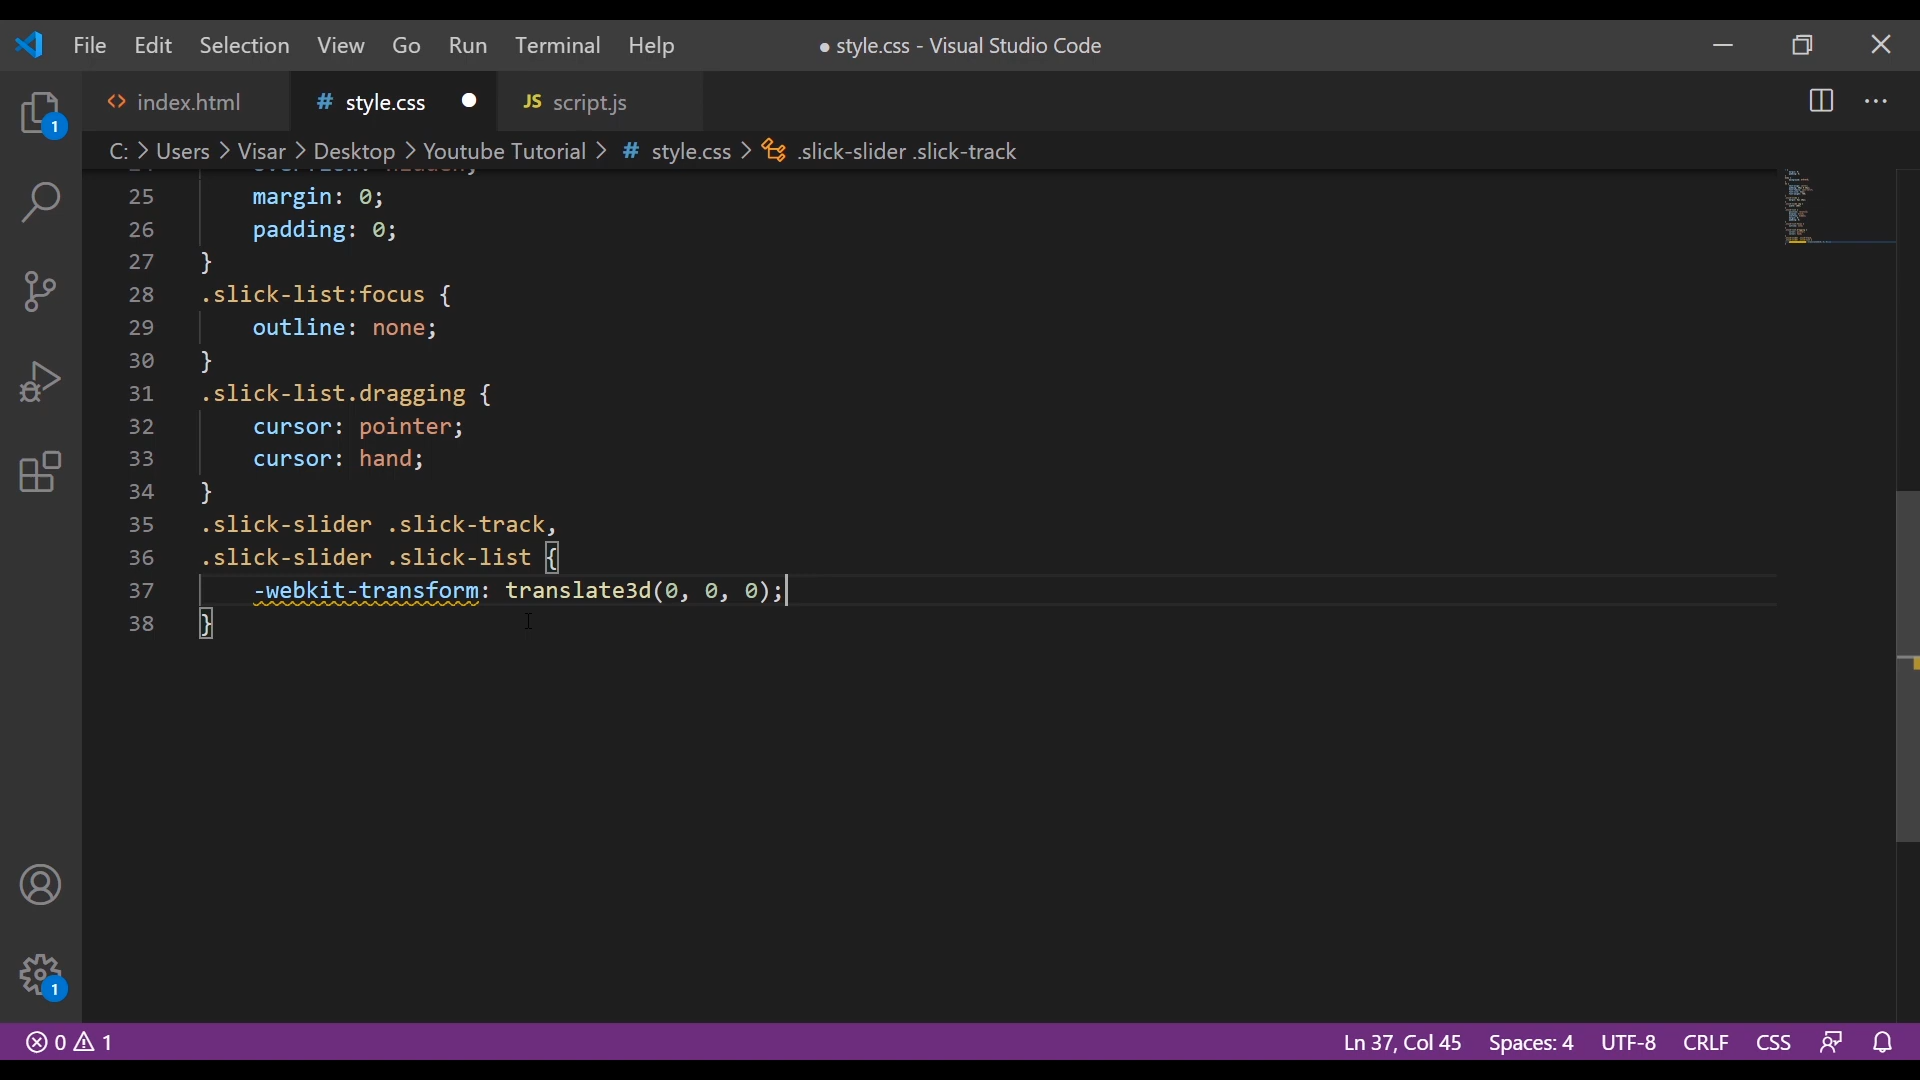 File Edit Selection View Go Run Terminal Help ● style.css - Visual Studio Code
<> index.html # style.css JS script.js
C: > Users > Visar > Desktop > Youtube Tutorial > # style.css > .slick-slider .slick-track
25 margin: 0;
26 padding: 0;
27 }
28 .slick-list:focus {
29 outline: none;
30 }
31 .slick-list.dragging {
32 cursor: pointer;
33 cursor: hand;
34 }
35 .slick-slider .slick-track,
36 .slick-slider .slick-list {
37 -webkit-transform: translate3d(0, 0, 0);
38 }
1
1
0 1 Ln 37, Col 45 Spaces: 4 UTF-8 CRLF CSS